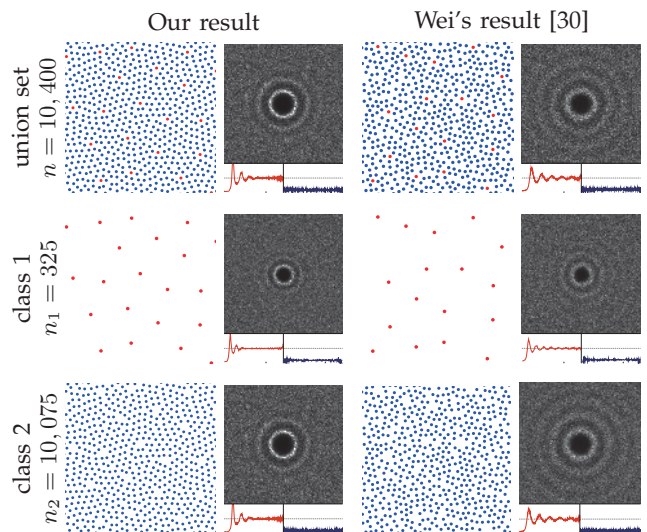 Our result
Wei's result [30]
union set
n = 10, 400
class 1
n₁ = 325
class 2
n₂ = 10, 075